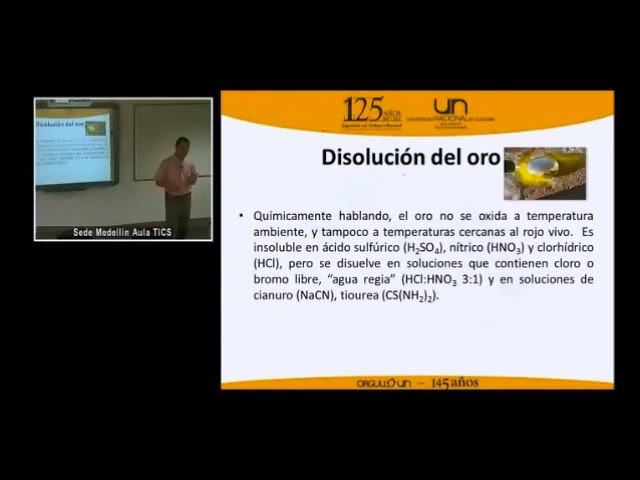 125 AÑOS
un
UNIVERSIDAD NACIONAL DE COLOMBIA
Disolución del oro
Disolución del oro
• Químicamente hablando, el oro no se oxida a temperatura
ambiente, y tampoco a temperaturas cercanas al rojo vivo. Es
insoluble en ácido sulfúrico (H₂SO₄), nítrico (HNO₃) y clorhídrico
(HCl), pero se disuelve en soluciones que contienen cloro o
bromo libre, "agua regia" (HCl:HNO₃ 3:1) y en soluciones de
cianuro (NaCN), tiourea (CS(NH₂)₂).
Sede Medellín Aula TICS
ORGULLO un — 145años